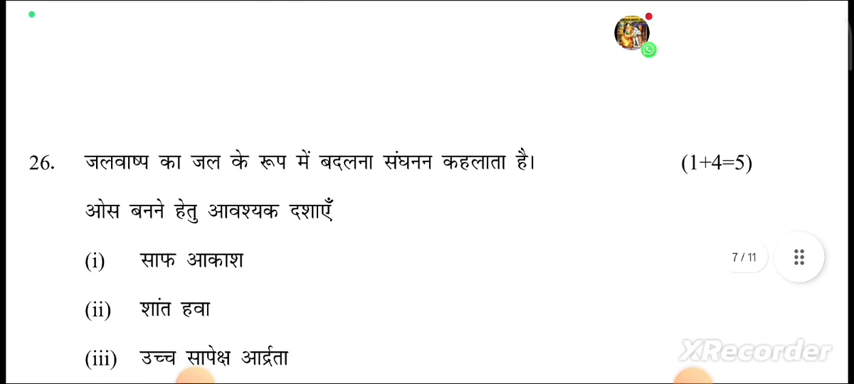 26. जलवाष्प का जल के रूप में बदलना संघनन कहलाता है। (1+4=5)
ओस बनने हेतु आवश्यक दशाएँ
(i) साफ आकाश
7 / 11
(ii) शांत हवा
(iii) उच्च सापेक्ष आर्द्रता
XRecorder